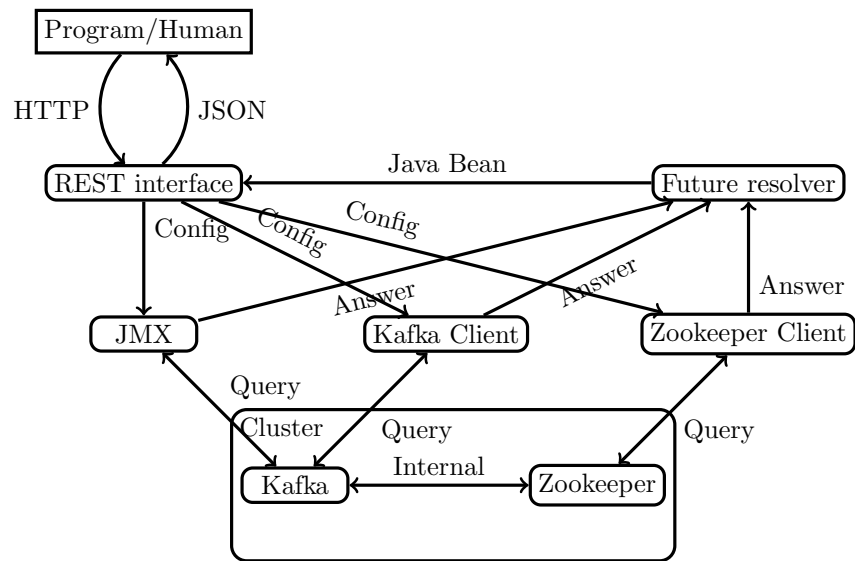 Program/Human
HTTP
JSON
REST interface
Java Bean
Future resolver
Config
Config
Config
Answer
Answer
Answer
JMX
Kafka Client
Zookeeper Client
Query
Cluster
Query
Query
Kafka
Internal
Zookeeper